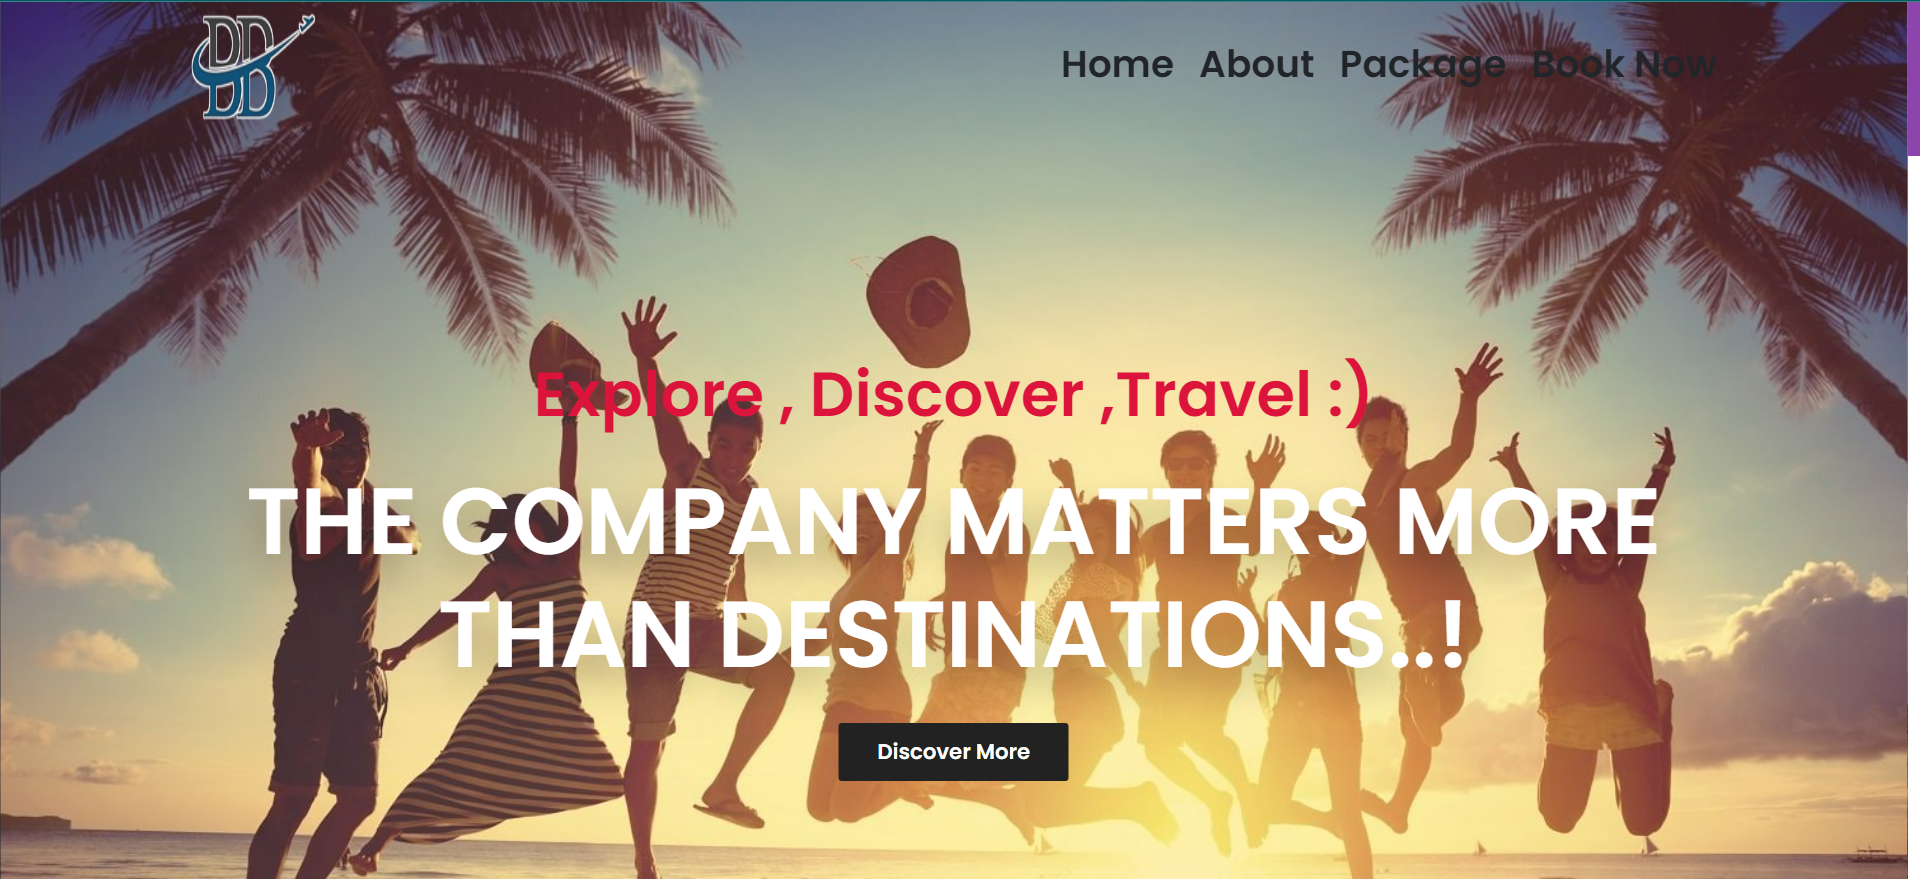 DD
DD
Home About Package Book Now
Explore , Discover ,Travel :)
THE COMPANY MATTERS MORE
THAN DESTINATIONS..!
Discover More